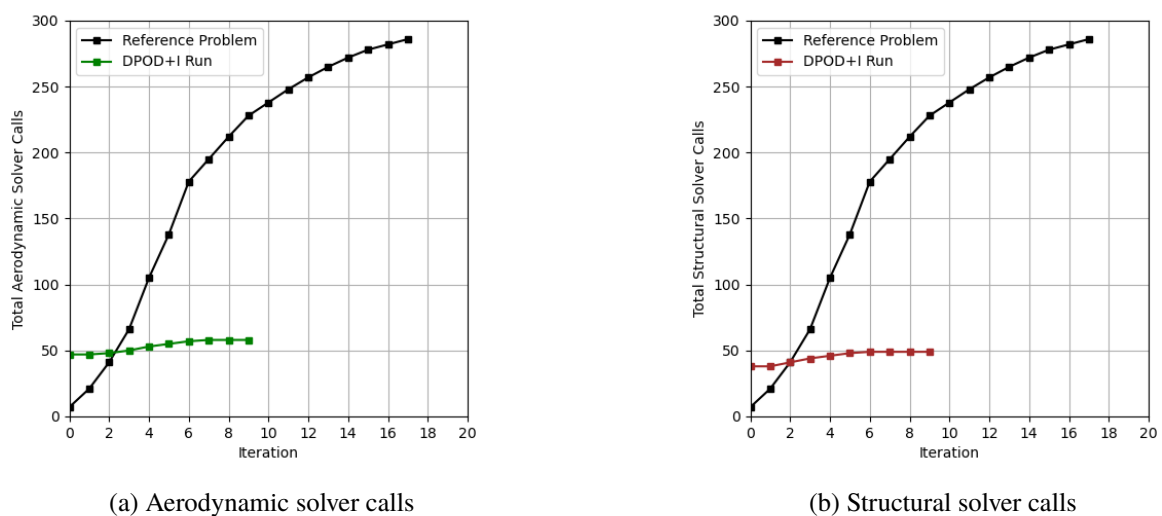 300
250
200
150
100
50
0
Total Aerodynamic Solver Calls
Reference Problem
DPOD+I Run
0 2 4 6 8 10 12 14 16 18 20
Iteration
(a) Aerodynamic solver calls
300
250
200
150
100
50
0
Total Structural Solver Calls
Reference Problem
DPOD+I Run
0 2 4 6 8 10 12 14 16 18 20
Iteration
(b) Structural solver calls